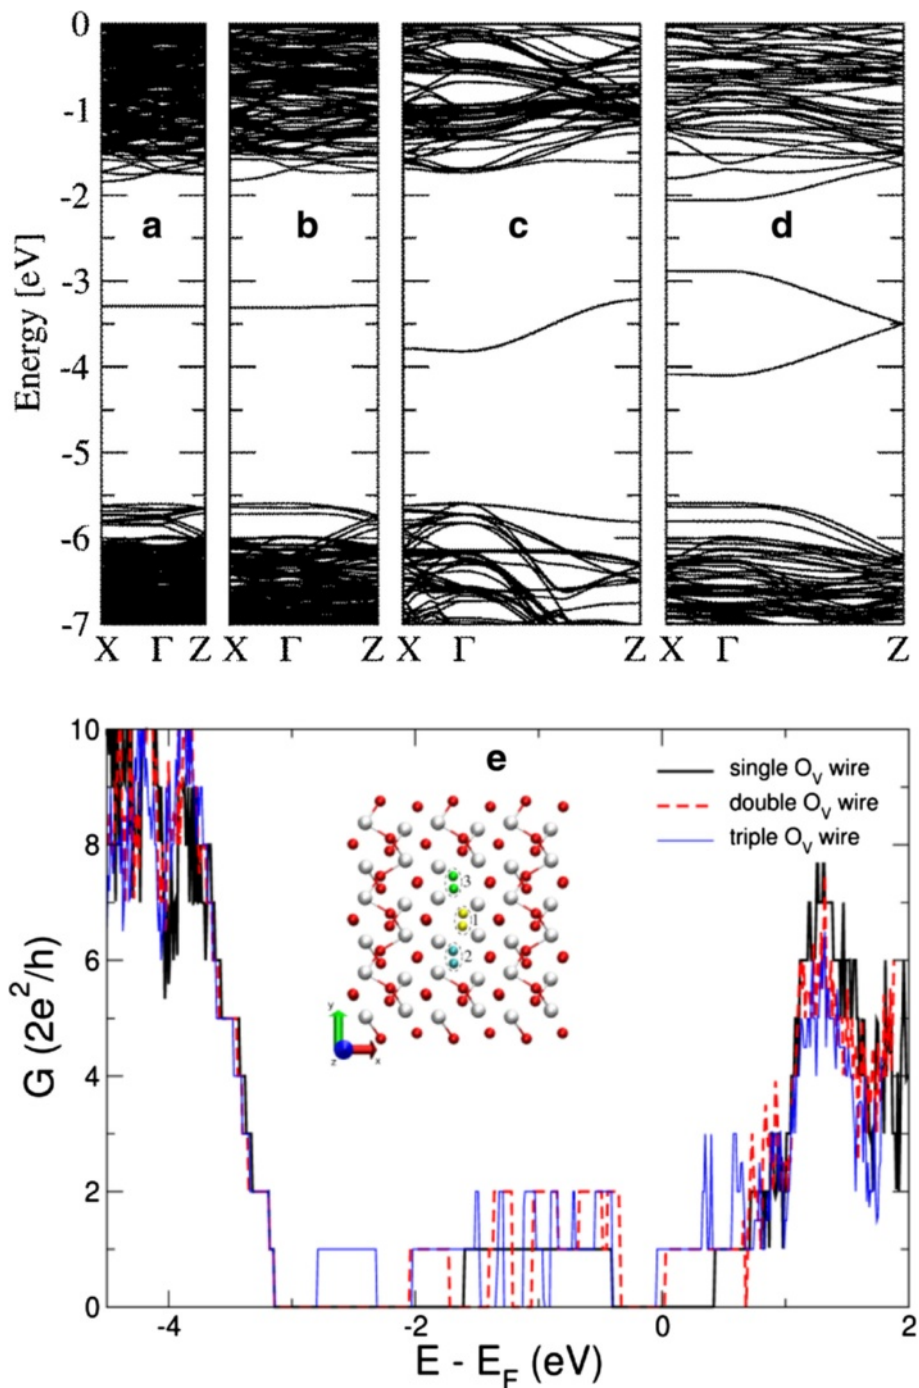 0
-1
-2
-3
-4
-5
-6
-7
Energy [eV]
a
b
c
d
X Γ Z X Γ Z X Γ Z X Γ Z
10
8
6
4
2
0
G (2e²/h)
e
single O_V wire
double O_V wire
triple O_V wire
3
1
2
y
z
x
-4 -2 0 2
E - E_F (eV)